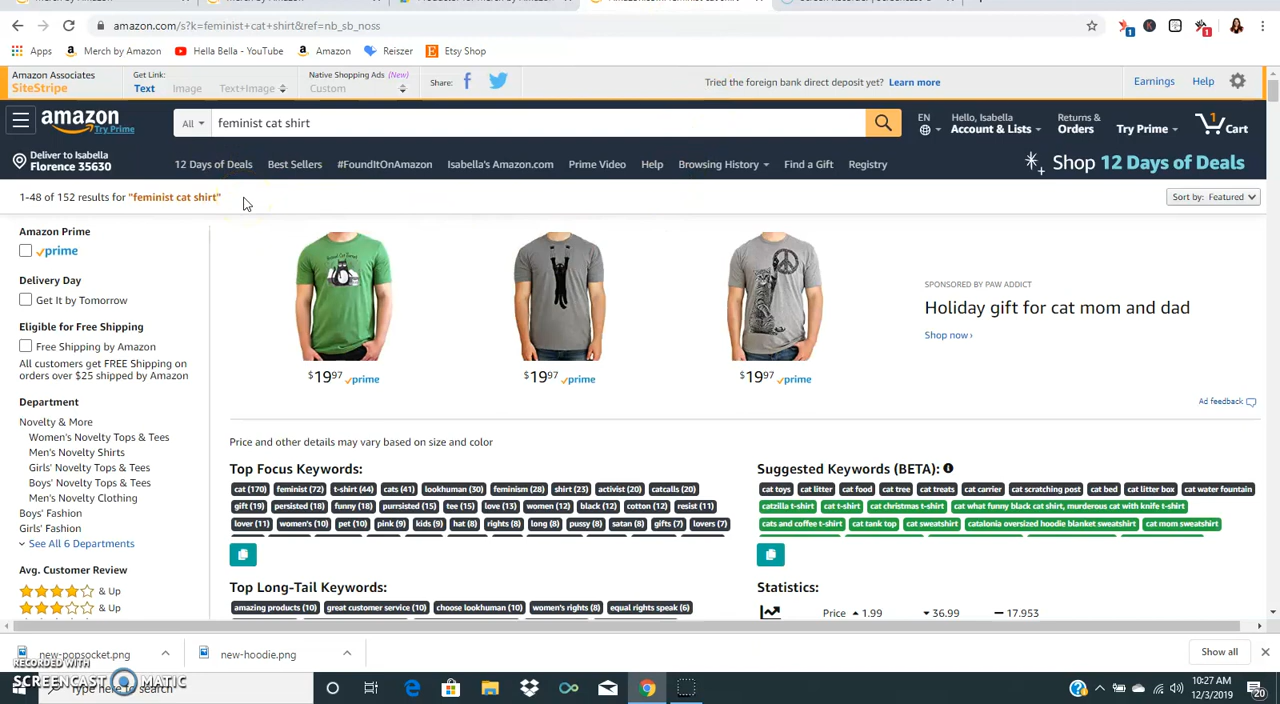 amazon.com/s?k=feminist+cat+shirt&ref=nb_sb_noss
Apps
Merch by Amazon
Hella Bella - YouTube
Amazon
Reiszer
Etsy Shop
1
1
Amazon Associates
SiteStripe
Get Link:
Text
Image
Text+Image
Native Shopping Ads (New)
Custom
Share:
Tried the foreign bank direct deposit yet? Learn more
Earnings
Help
amazon
Try Prime
All
feminist cat shirt
EN
Hello, Isabella
Account & Lists
Returns &
Orders
Try Prime
1
Cart
Deliver to Isabella
Florence 35630
12 Days of Deals
Best Sellers
#FoundItOnAmazon
Isabella's Amazon.com
Prime Video
Help
Browsing History
Find a Gift
Registry
Shop 12 Days of Deals
1-48 of 152 results for "feminist cat shirt"
Sort by: Featured
Amazon Prime
prime
Delivery Day
Get It by Tomorrow
Eligible for Free Shipping
Free Shipping by Amazon
All customers get FREE Shipping on
orders over $25 shipped by Amazon
Department
Novelty & More
Women's Novelty Tops & Tees
Men's Novelty Shirts
Girls' Novelty Tops & Tees
Boys' Novelty Tops & Tees
Men's Novelty Clothing
Boys' Fashion
Girls' Fashion
See All 6 Departments
Avg. Customer Review
& Up
& Up
$19.97 prime
$19.97 prime
$19.97 prime
SPONSORED BY PAW ADDICT
Holiday gift for cat mom and dad
Shop now ›
Ad feedback
Price and other details may vary based on size and color
Top Focus Keywords:
cat (170) feminist (72) t-shirt (44) cats (41) lookhuman (30) feminism (28) shirt (23) activist (20) catcalls (20)
gift (19) persisted (18) funny (18) purrsisted (15) tee (15) love (13) women (12) black (12) cotton (12) resist (11)
lover (11) women's (10) pet (10) pink (9) kids (9) hat (8) rights (8) long (8) pussy (8) satan (8) gifts (7) lovers (7)
Suggested Keywords (BETA):
cat toys cat litter cat food cat tree cat treats cat carrier cat scratching post cat bed cat litter box cat water fountain
catzilla t-shirt cat t-shirt cat christmas t-shirt cat what funny black cat shirt, murderous cat with knife t-shirt
cats and coffee t-shirt cat tank top cat sweatshirt catalonia oversized hoodie blanket sweatshirt cat mom sweatshirt
Top Long-Tail Keywords:
amazing products (10) great customer service (10) choose lookhuman (10) women's rights (8) equal rights speak (6)
Statistics:
Price 1.99 36.99 17.953
new-popsocket.png
new-hoodie.png
Show all
RECORDED WITH
SCREENCAST MATIC
Type here to search
10:27 AM
12/3/2019
20